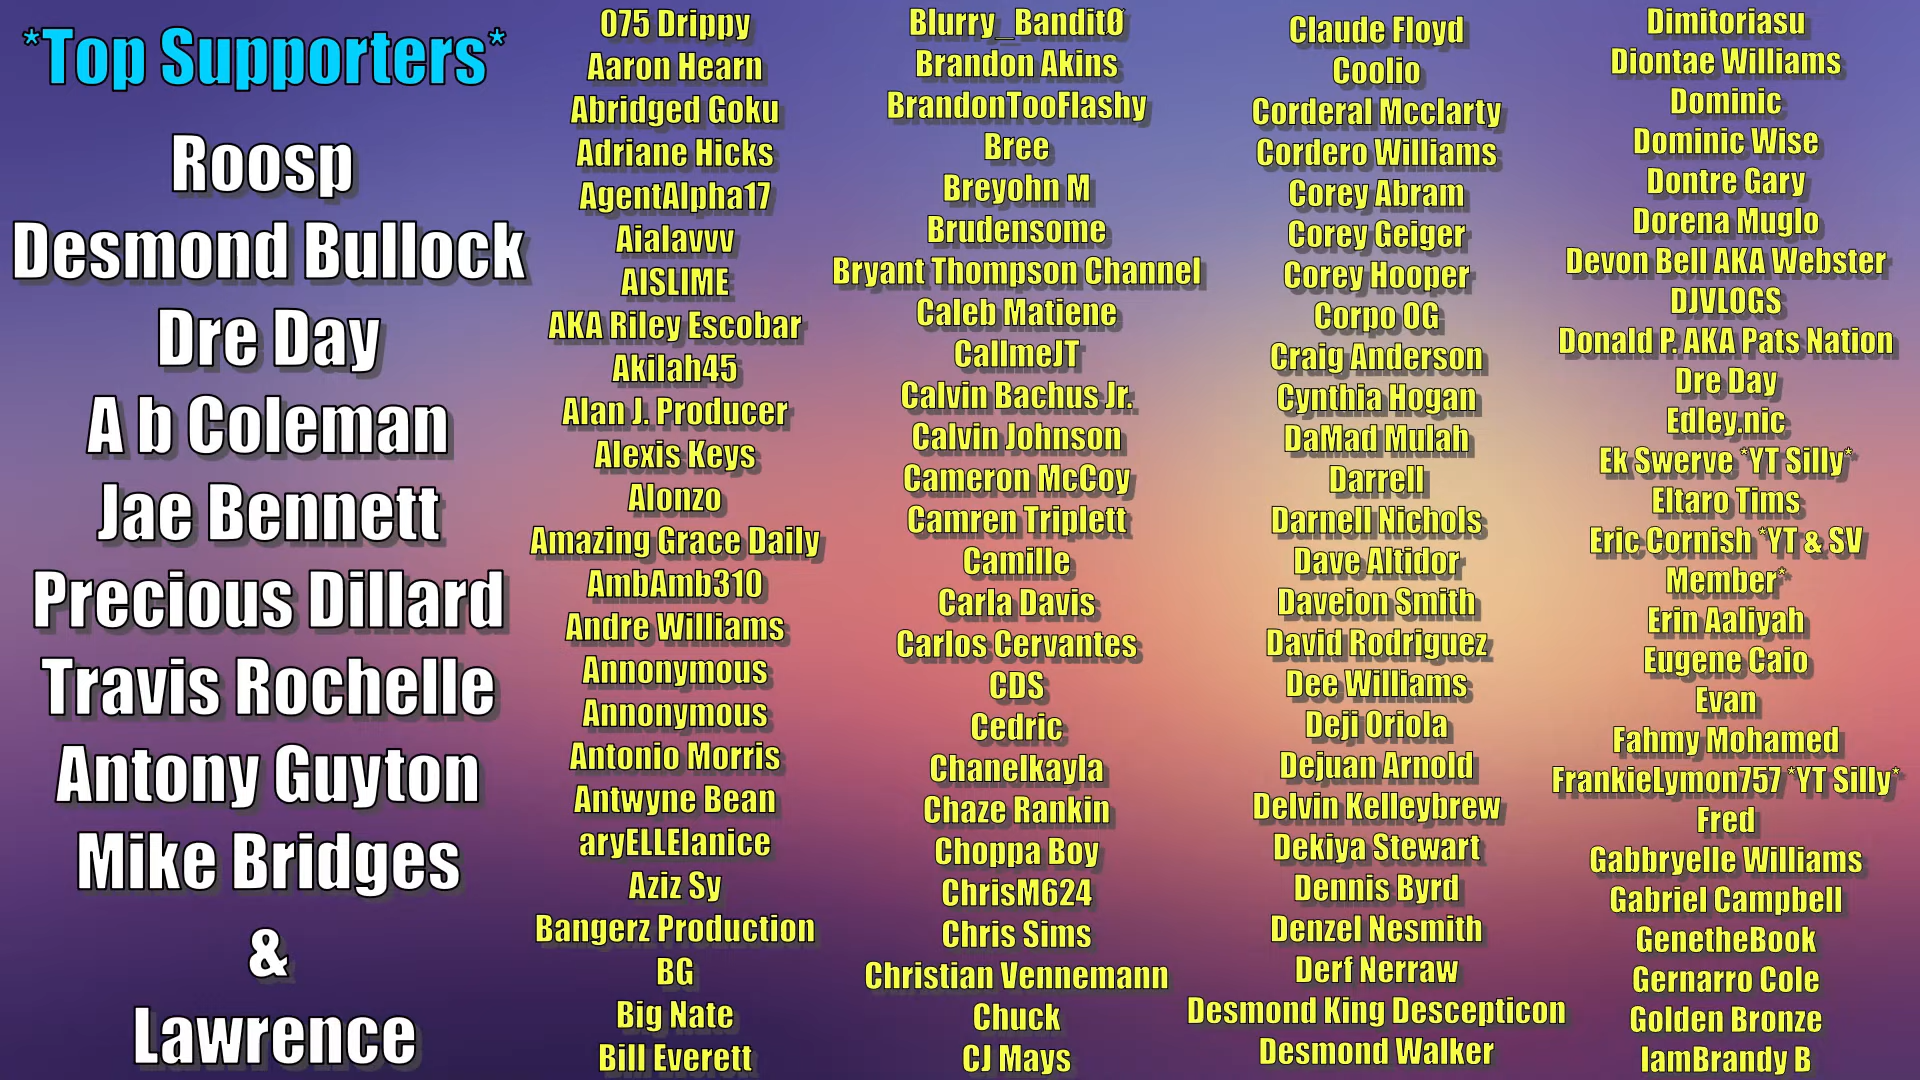 *Top Supporters*
Roosp
Desmond Bullock
Dre Day
A b Coleman
Jae Bennett
Precious Dillard
Travis Rochelle
Antony Guyton
Mike Bridges
&
Lawrence
075 Drippy
Aaron Hearn
Abridged Goku
Adriane Hicks
AgentAlpha17
Aialavvv
AISLIME
AKA Riley Escobar
Akilah45
Alan J. Producer
Alexis Keys
Alonzo
Amazing Grace Daily
AmbAmb310
Andre Williams
Annonymous
Annonymous
Antonio Morris
Antwyne Bean
aryELLElanice
Aziz Sy
Bangerz Production
BG
Big Nate
Bill Everett
Blurry_BanditØ
Brandon Akins
BrandonTooFlashy
Bree
Breyohn M
Brudensome
Bryant Thompson Channel
Caleb Matiene
CallmeJT
Calvin Bachus Jr.
Calvin Johnson
Cameron McCoy
Camren Triplett
Camille
Carla Davis
Carlos Cervantes
CDS
Cedric
Chanelkayla
Chaze Rankin
Choppa Boy
ChrisM624
Chris Sims
Christian Vennemann
Chuck
CJ Mays
Claude Floyd
Coolio
Corderal Mcclarty
Cordero Williams
Corey Abram
Corey Geiger
Corey Hooper
Corpo OG
Craig Anderson
Cynthia Hogan
DaMad Mulah
Darrell
Darnell Nichols
Dave Altidor
Daveion Smith
David Rodriguez
Dee Williams
Deji Oriola
Dejuan Arnold
Delvin Kelleybrew
Dekiya Stewart
Dennis Byrd
Denzel Nesmith
Derf Nerraw
Desmond King Descepticon
Desmond Walker
Dimitoriasu
Diontae Williams
Dominic
Dominic Wise
Dontre Gary
Dorena Muglo
Devon Bell AKA Webster
DJVLOGS
Donald P. AKA Pats Nation
Dre Day
Edley.nic
Ek Swerve *YT Silly*
Eltaro Tims
Eric Cornish *YT & SV
Member*
Erin Aaliyah
Eugene Caio
Evan
Fahmy Mohamed
FrankieLymon757 *YT Silly*
Fred
Gabbryelle Williams
Gabriel Campbell
GenetheBook
Gernarro Cole
Golden Bronze
IamBrandy B